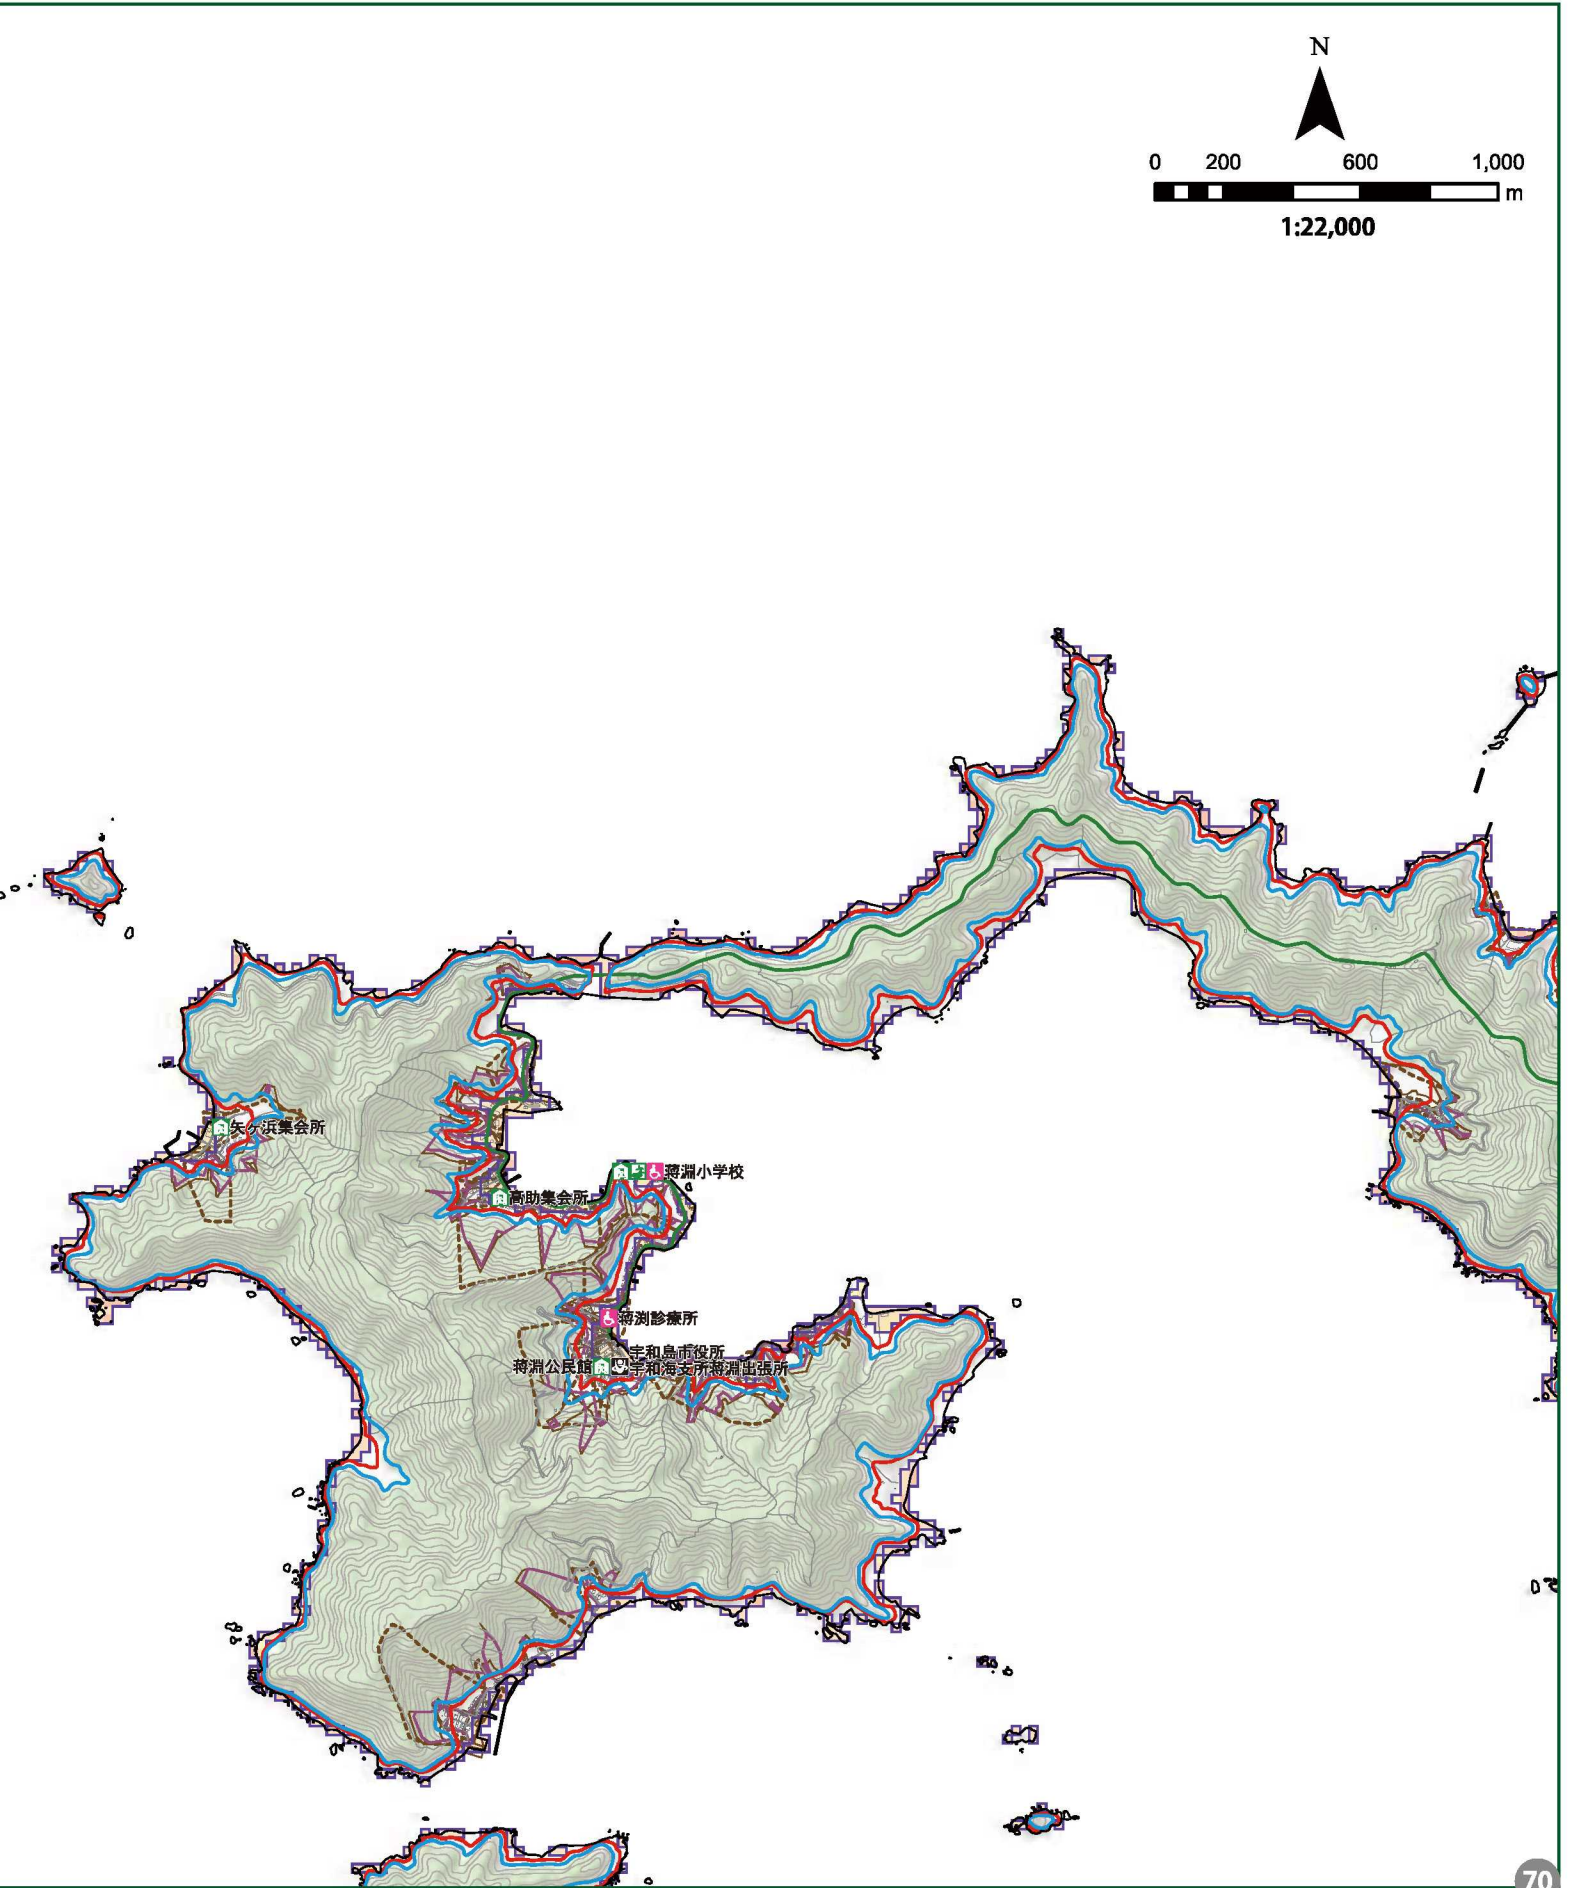 N
0 200 600 1,000
m
1:22,000
矢ヶ浜集会所
蒋淵小学校
高助集会所
蒋渕診療所
宇和島市役所
蒋淵公民館
宇和海支所蒋淵出張所
70